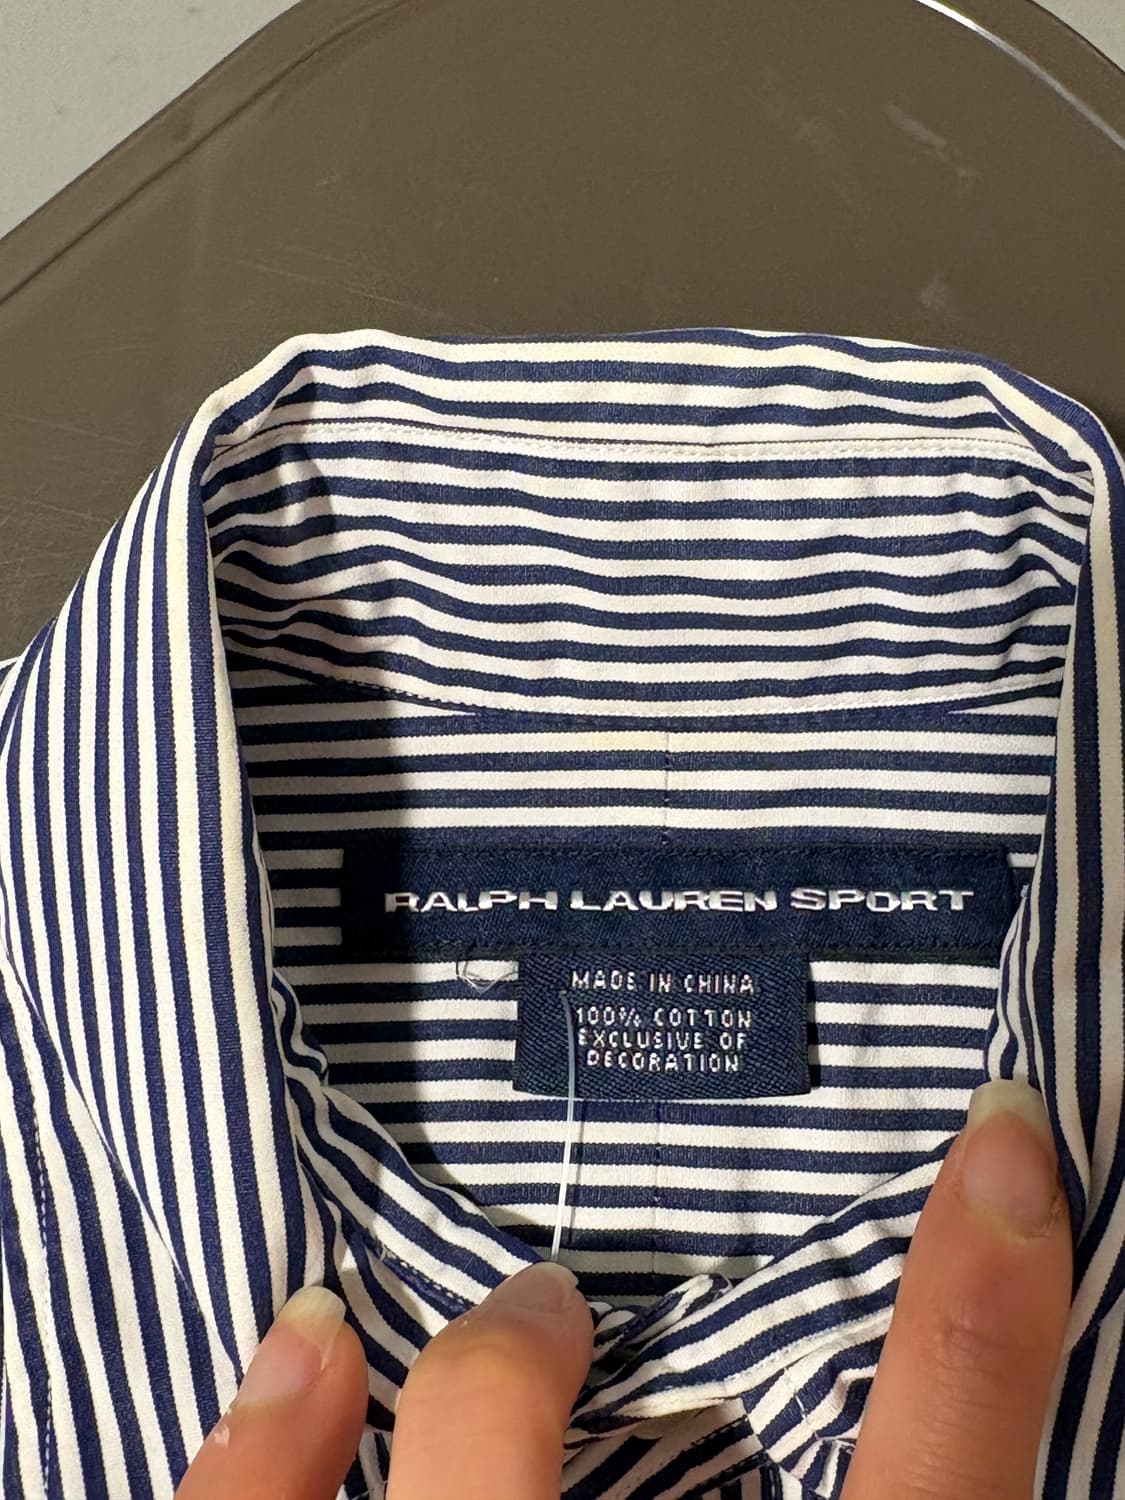 RALPH LAUREN SPORT
MADE IN CHINA
100% COTTON
EXCLUSIVE OF
DECORATION